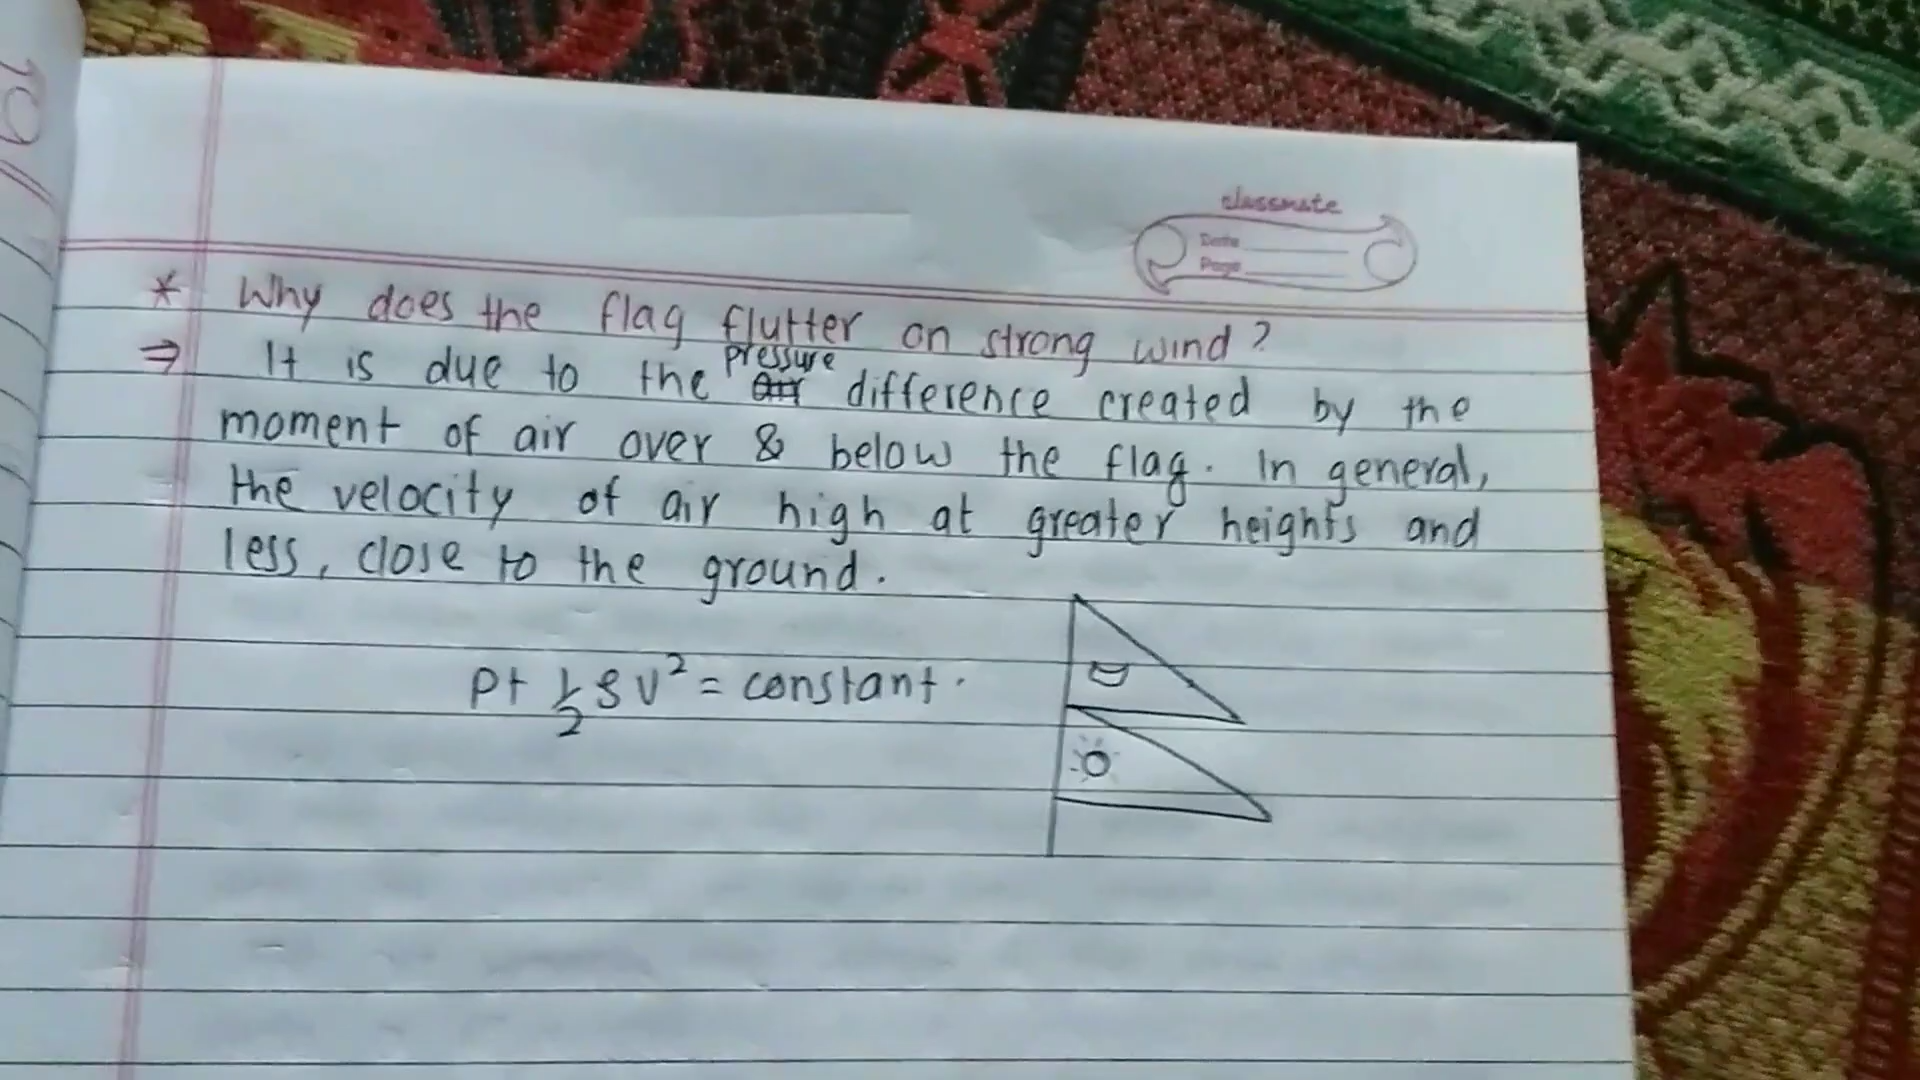 classmate
Date
Page
* Why does the flag flutter on strong wind?
⇒ It is due to the pressure difference created by the
moment of air over & below the flag. In general,
the velocity of air high at greater heights and
less, close to the ground.
P + 1/2 ρ v² = constant.